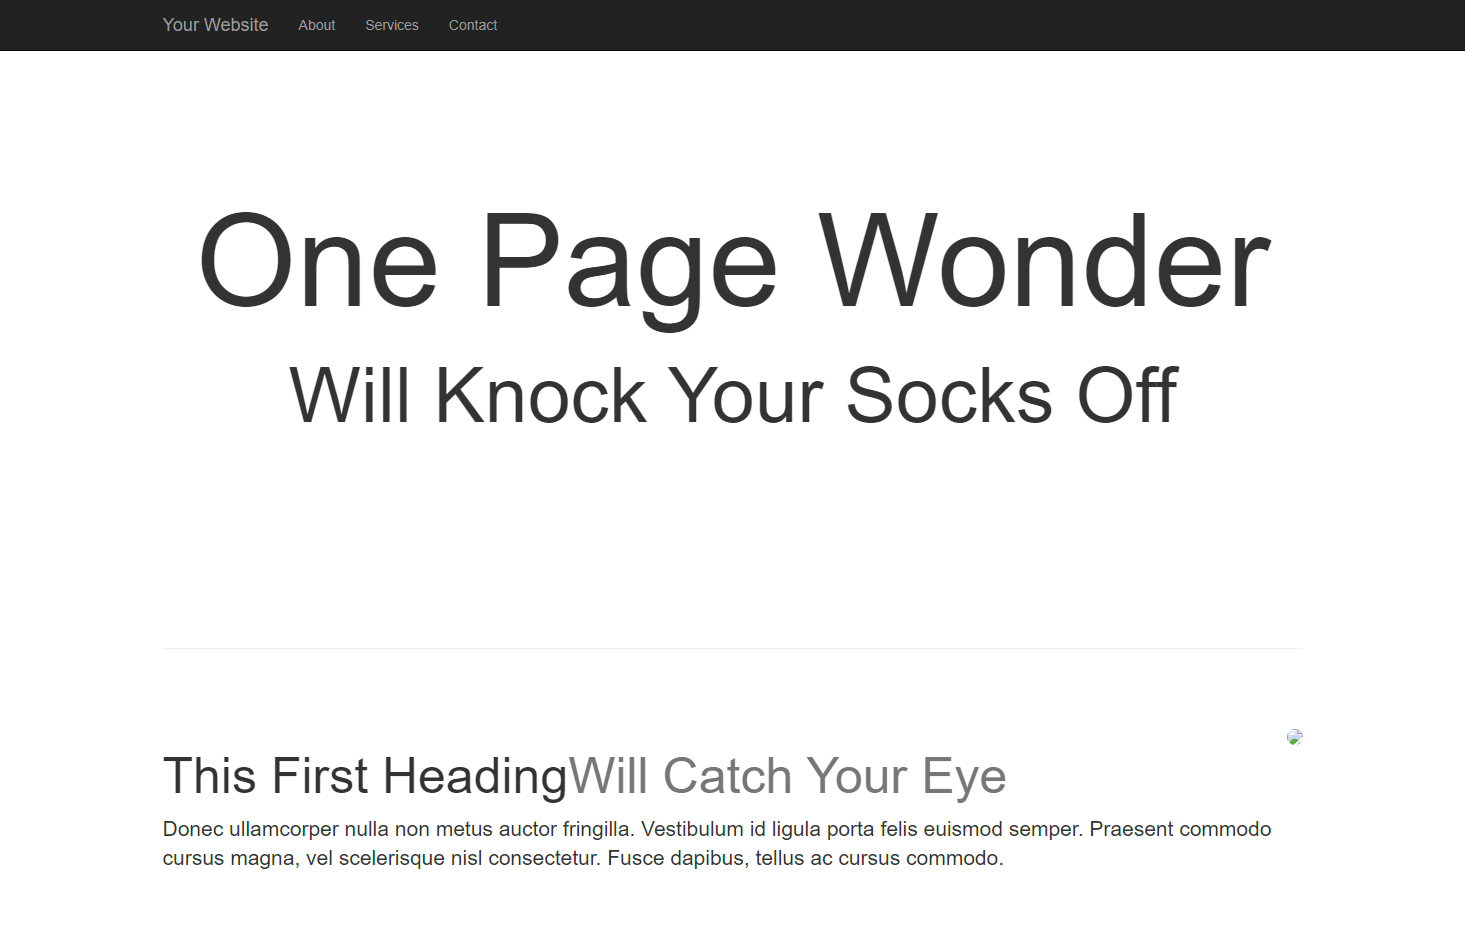 Your Website About Services Contact
One Page Wonder
Will Knock Your Socks Off
This First HeadingWill Catch Your Eye
Donec ullamcorper nulla non metus auctor fringilla. Vestibulum id ligula porta felis euismod semper. Praesent commodo
cursus magna, vel scelerisque nisl consectetur. Fusce dapibus, tellus ac cursus commodo.